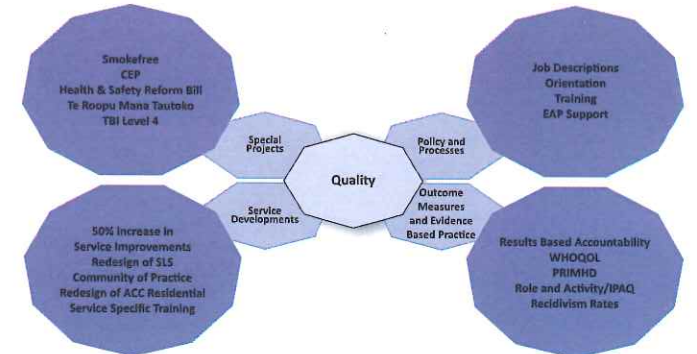 Smokefree
CEP
Health & Safety Reform Bill
Te Roopu Mana Tautoko
TBI Level 4
Job Descriptions
Orientation
Training
EAP Support
Special
Projects
Policy and
Processes
Quality
Service
Developments
Outcome
Measures
and Evidence
Based Practice
50% Increase in
Service Improvements
Redesign of SLS
Community of Practice
Redesign of ACC Residential
Service Specific Training
Results Based Accountability
WHOQOL
PRIMHD
Role and Activity/IPAQ
Recidivism Rates